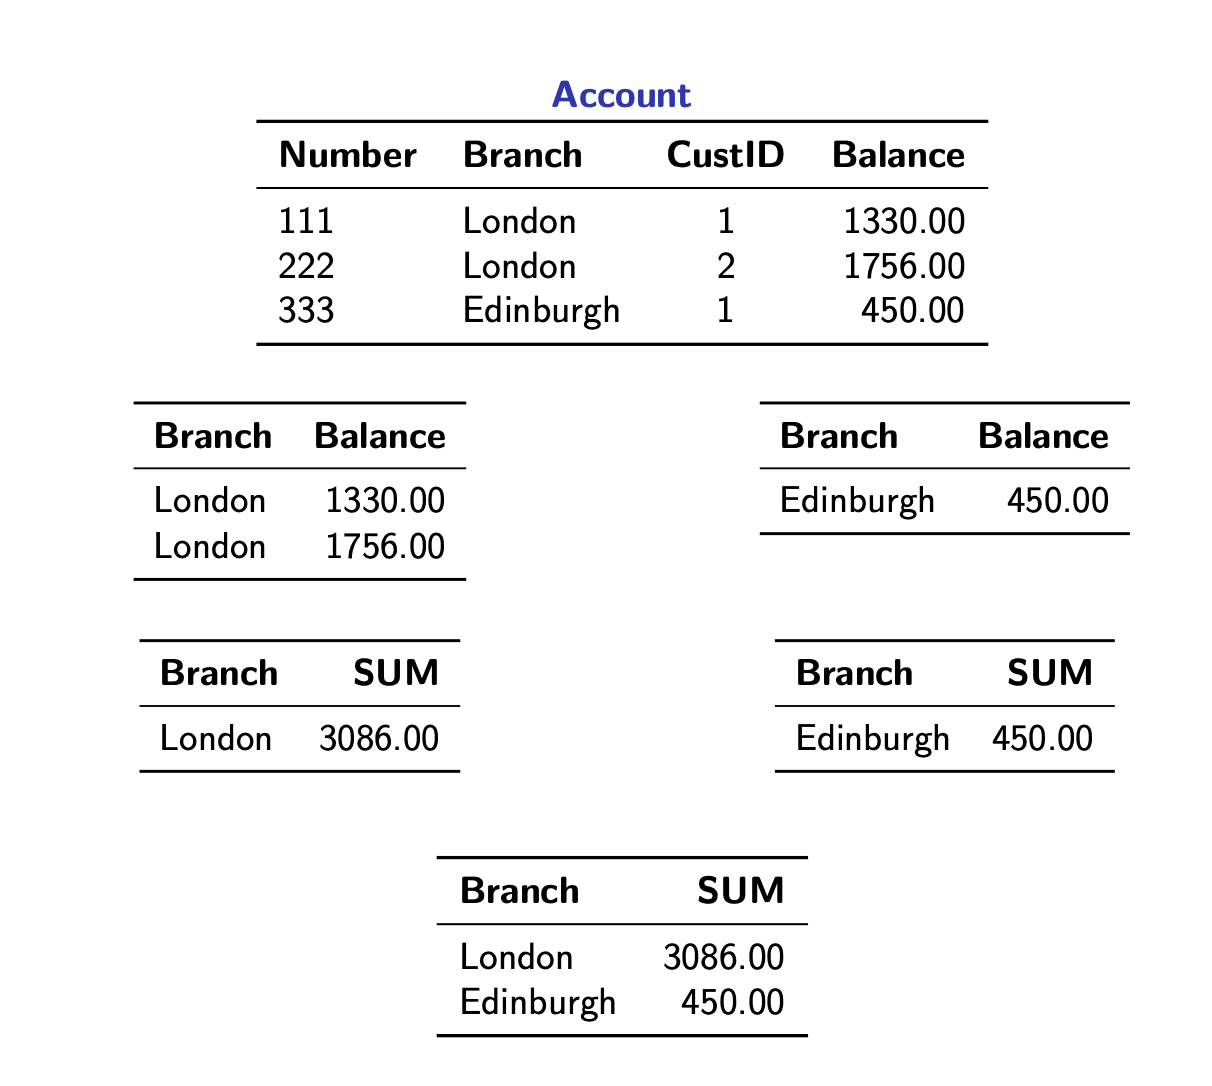 Account
Number Branch CustID Balance
111 London 1 1330.00
222 London 2 1756.00
333 Edinburgh 1 450.00
Branch Balance
London 1330.00
London 1756.00
Branch Balance
Edinburgh 450.00
Branch SUM
London 3086.00
Branch SUM
Edinburgh 450.00
Branch SUM
London 3086.00
Edinburgh 450.00